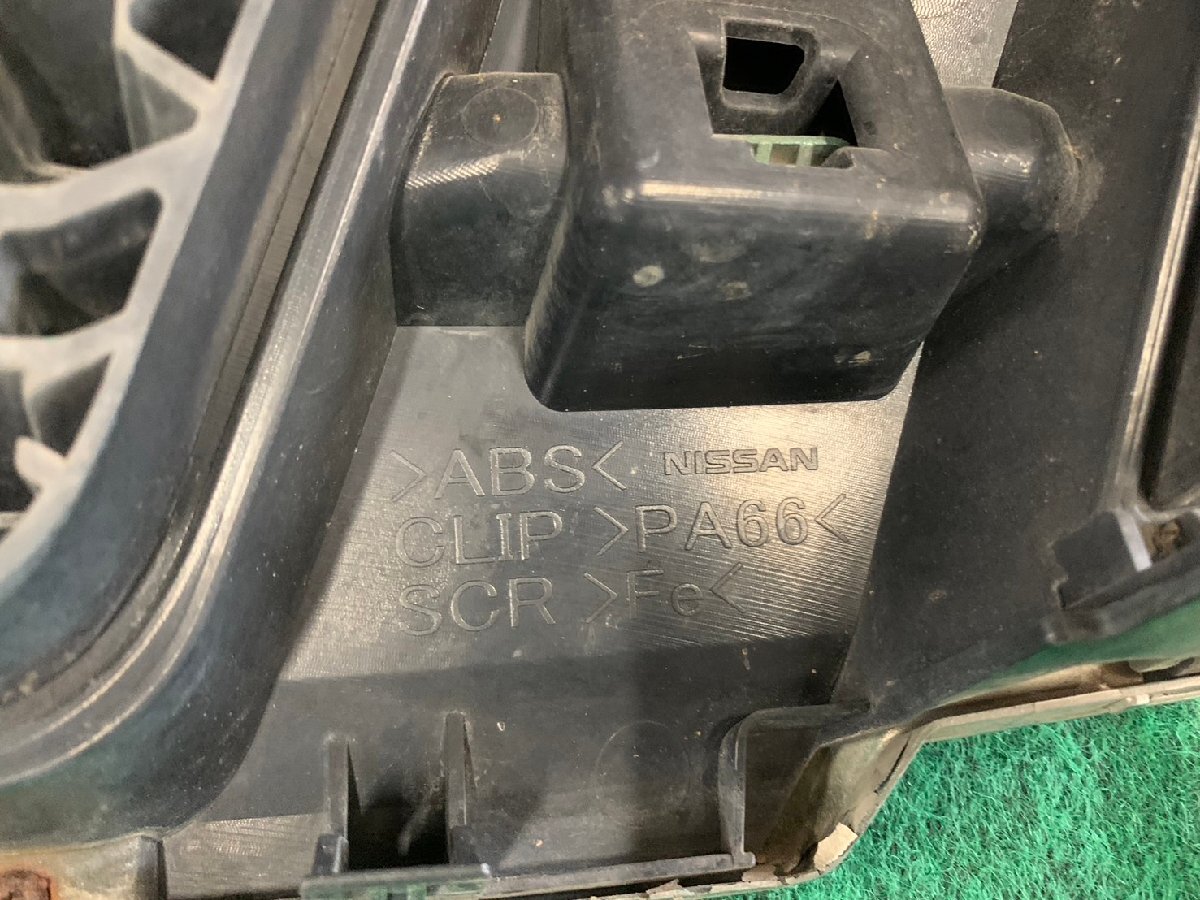 >ABS< NISSAN
CLIP >PA66<
SCR >Fe<